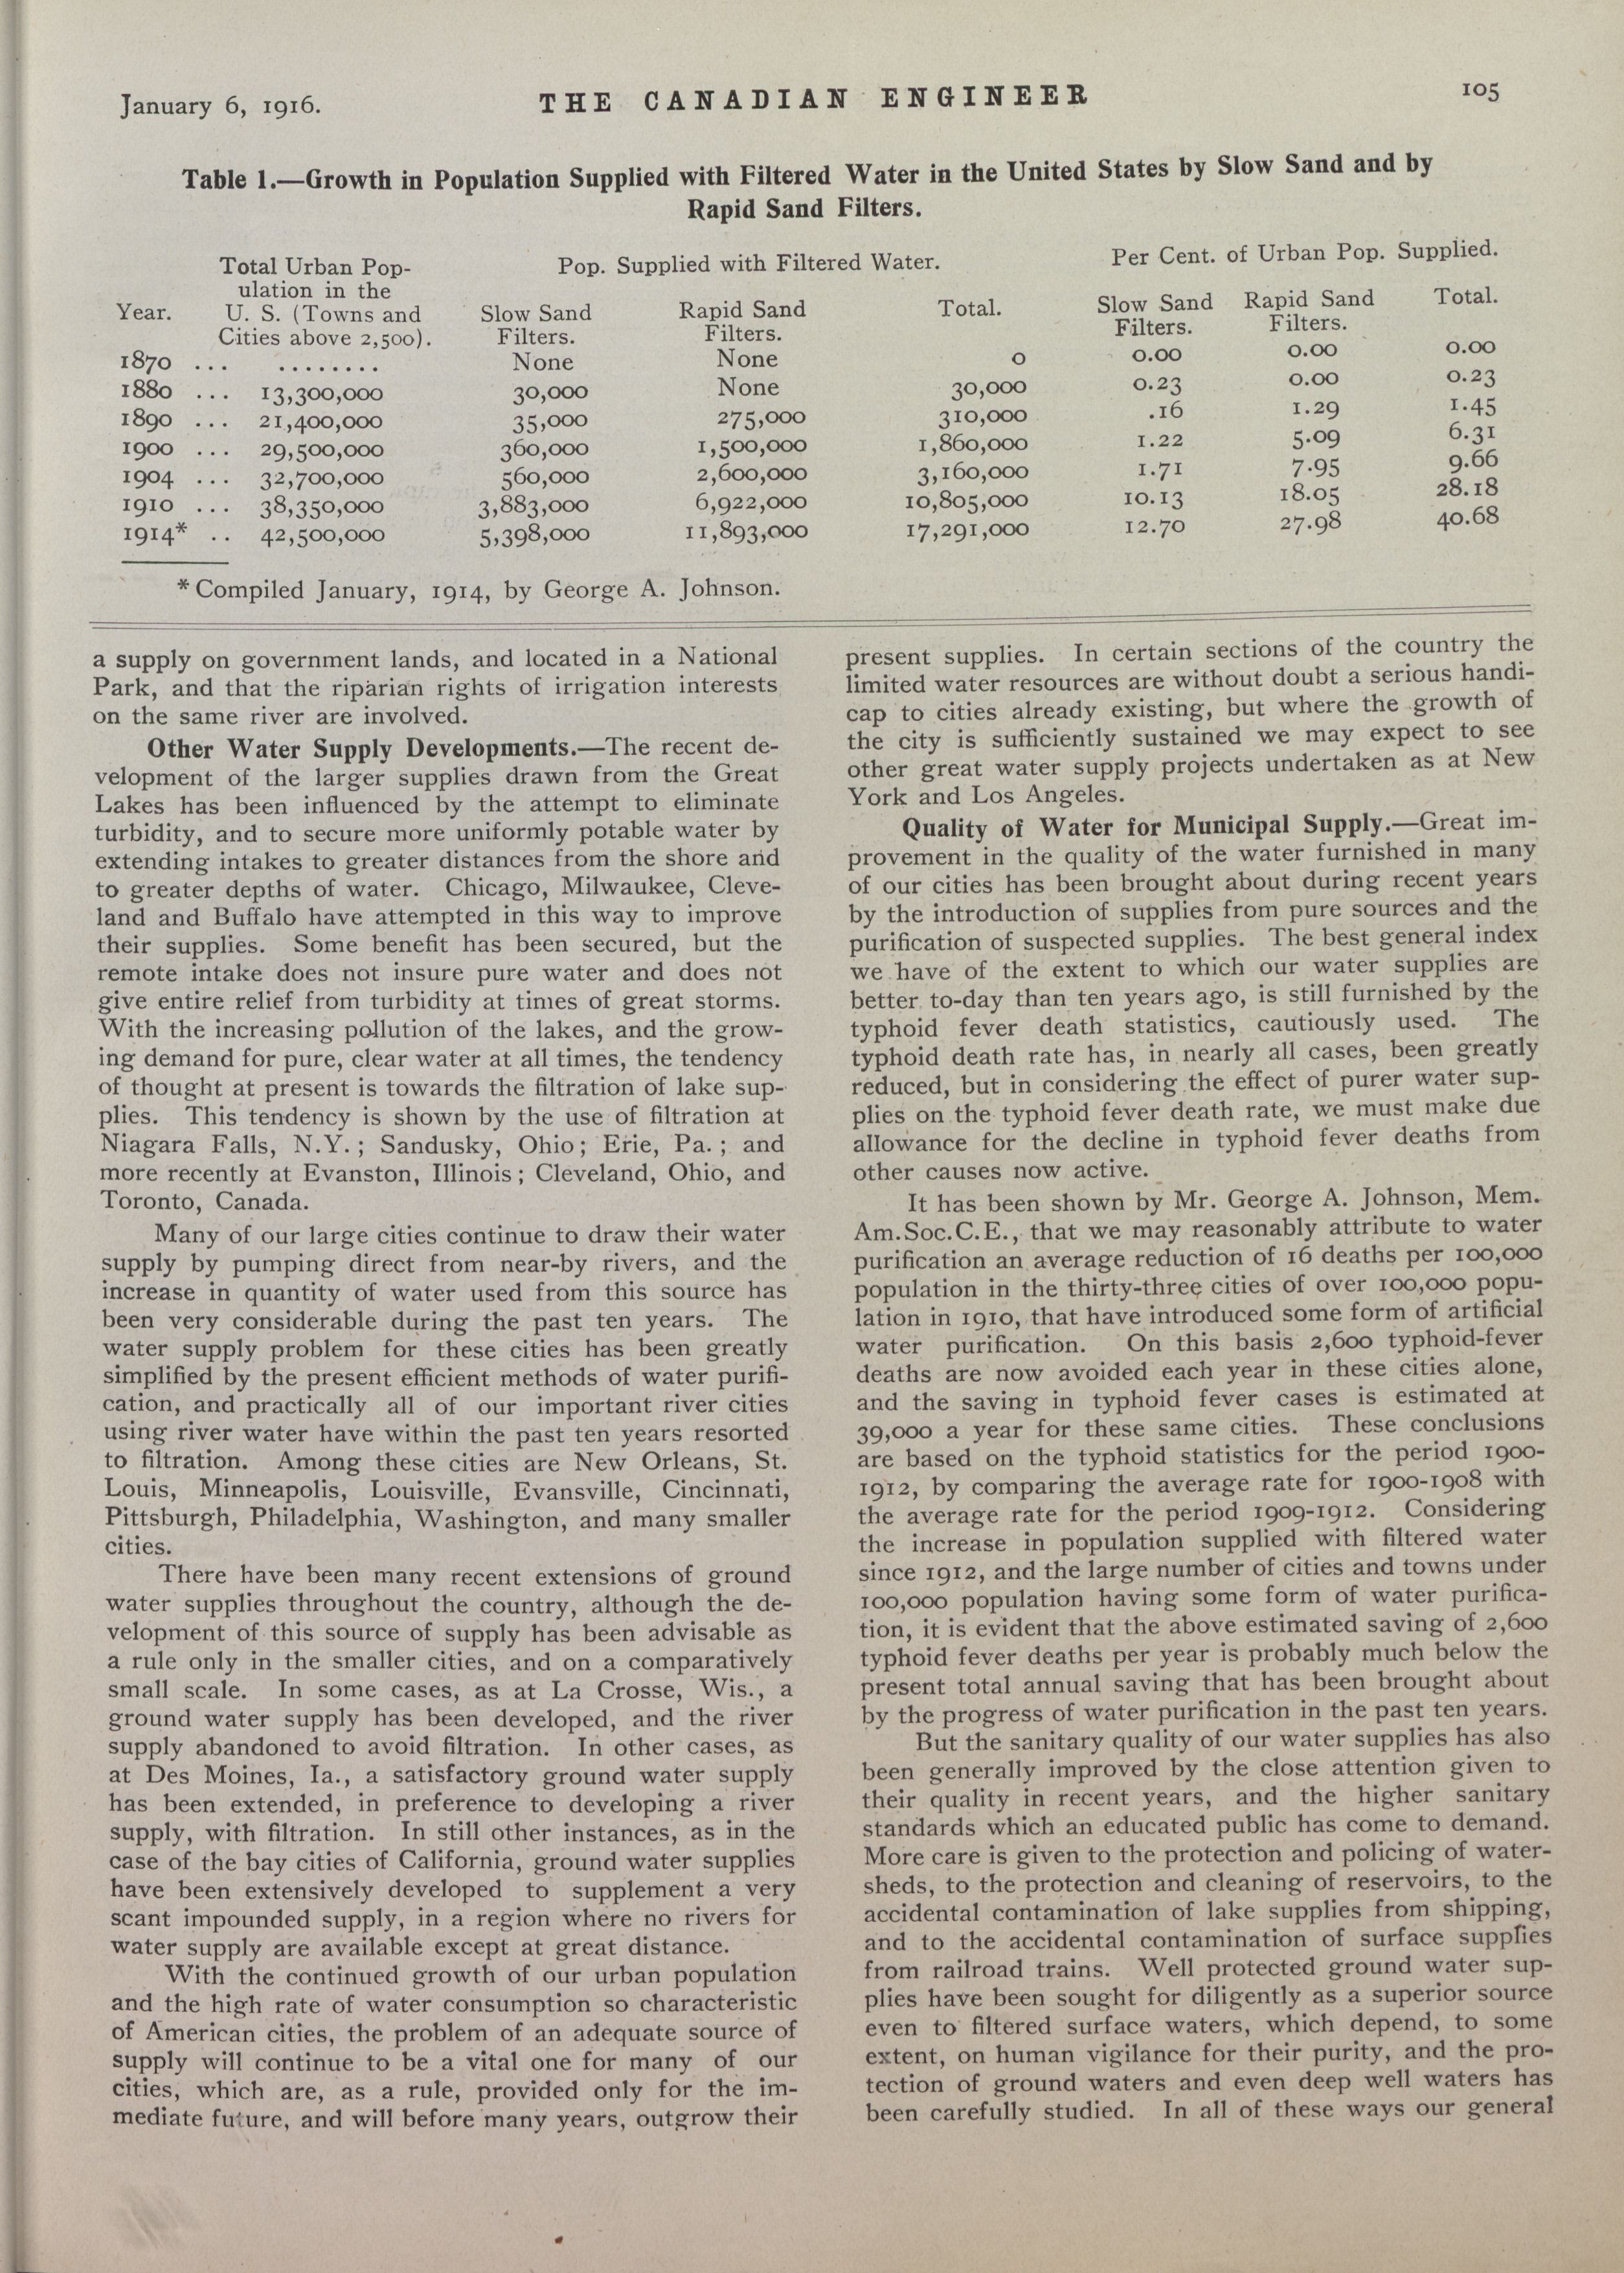 January 6, 1916.
THE CANADIAN ENGINEER
105
Table 1.—Growth in Population Supplied with Filtered Water in the United States by Slow Sand and by
Rapid Sand Filters.
Total Urban Pop-
ulation in the
U. S. (Towns and
Cities above 2,500).
Pop. Supplied with Filtered Water.
Per Cent. of Urban Pop. Supplied.
Year.
Slow Sand
Filters.
Rapid Sand
Filters.
Total.
Slow Sand
Filters.
Rapid Sand
Filters.
Total.
1870 ... ........ None None 0 0.00 0.00 0.00
1880 ... 13,300,000 30,000 None 30,000 0.23 0.00 0.23
1890 ... 21,400,000 35,000 275,000 310,000 .16 1.29 1.45
1900 ... 29,500,000 360,000 1,500,000 1,860,000 1.22 5.09 6.31
1904 ... 32,700,000 560,000 2,600,000 3,160,000 1.71 7.95 9.66
1910 ... 38,350,000 3,883,000 6,922,000 10,805,000 10.13 18.05 28.18
1914* .. 42,500,000 5,398,000 11,893,000 17,291,000 12.70 27.98 40.68
* Compiled January, 1914, by George A. Johnson.
a supply on government lands, and located in a National
Park, and that the riparian rights of irrigation interests
on the same river are involved.
Other Water Supply Developments.—The recent de-
velopment of the larger supplies drawn from the Great
Lakes has been influenced by the attempt to eliminate
turbidity, and to secure more uniformly potable water by
extending intakes to greater distances from the shore and
to greater depths of water. Chicago, Milwaukee, Cleve-
land and Buffalo have attempted in this way to improve
their supplies. Some benefit has been secured, but the
remote intake does not insure pure water and does not
give entire relief from turbidity at times of great storms.
With the increasing pollution of the lakes, and the grow-
ing demand for pure, clear water at all times, the tendency
of thought at present is towards the filtration of lake sup-
plies. This tendency is shown by the use of filtration at
Niagara Falls, N.Y.; Sandusky, Ohio; Erie, Pa.; and
more recently at Evanston, Illinois; Cleveland, Ohio, and
Toronto, Canada.
Many of our large cities continue to draw their water
supply by pumping direct from near-by rivers, and the
increase in quantity of water used from this source has
been very considerable during the past ten years. The
water supply problem for these cities has been greatly
simplified by the present efficient methods of water purifi-
cation, and practically all of our important river cities
using river water have within the past ten years resorted
to filtration. Among these cities are New Orleans, St.
Louis, Minneapolis, Louisville, Evansville, Cincinnati,
Pittsburgh, Philadelphia, Washington, and many smaller
cities.
There have been many recent extensions of ground
water supplies throughout the country, although the de-
velopment of this source of supply has been advisable as
a rule only in the smaller cities, and on a comparatively
small scale. In some cases, as at La Crosse, Wis., a
ground water supply has been developed, and the river
supply abandoned to avoid filtration. In other cases, as
at Des Moines, Ia., a satisfactory ground water supply
has been extended, in preference to developing a river
supply, with filtration. In still other instances, as in the
case of the bay cities of California, ground water supplies
have been extensively developed to supplement a very
scant impounded supply, in a region where no rivers for
water supply are available except at great distance.
With the continued growth of our urban population
and the high rate of water consumption so characteristic
of American cities, the problem of an adequate source of
supply will continue to be a vital one for many of our
cities, which are, as a rule, provided only for the im-
mediate future, and will before many years, outgrow their
present supplies. In certain sections of the country the
limited water resources are without doubt a serious handi-
cap to cities already existing, but where the growth of
the city is sufficiently sustained we may expect to see
other great water supply projects undertaken as at New
York and Los Angeles.
Quality of Water for Municipal Supply.—Great im-
provement in the quality of the water furnished in many
of our cities has been brought about during recent years
by the introduction of supplies from pure sources and the
purification of suspected supplies. The best general index
we have of the extent to which our water supplies are
better to-day than ten years ago, is still furnished by the
typhoid fever death statistics, cautiously used. The
typhoid death rate has, in nearly all cases, been greatly
reduced, but in considering the effect of purer water sup-
plies on the typhoid fever death rate, we must make due
allowance for the decline in typhoid fever deaths from
other causes now active.
It has been shown by Mr. George A. Johnson, Mem.
Am.Soc.C.E., that we may reasonably attribute to water
purification an average reduction of 16 deaths per 100,000
population in the thirty-three cities of over 100,000 popu-
lation in 1910, that have introduced some form of artificial
water purification. On this basis 2,600 typhoid-fever
deaths are now avoided each year in these cities alone,
and the saving in typhoid fever cases is estimated at
39,000 a year for these same cities. These conclusions
are based on the typhoid statistics for the period 1900-
1912, by comparing the average rate for 1900-1908 with
the average rate for the period 1909-1912. Considering
the increase in population supplied with filtered water
since 1912, and the large number of cities and towns under
100,000 population having some form of water purifica-
tion, it is evident that the above estimated saving of 2,600
typhoid fever deaths per year is probably much below the
present total annual saving that has been brought about
by the progress of water purification in the past ten years.
But the sanitary quality of our water supplies has also
been generally improved by the close attention given to
their quality in recent years, and the higher sanitary
standards which an educated public has come to demand.
More care is given to the protection and policing of water-
sheds, to the protection and cleaning of reservoirs, to the
accidental contamination of lake supplies from shipping,
and to the accidental contamination of surface supplies
from railroad trains. Well protected ground water sup-
plies have been sought for diligently as a superior source
even to filtered surface waters, which depend, to some
extent, on human vigilance for their purity, and the pro-
tection of ground waters and even deep well waters has
been carefully studied. In all of these ways our general